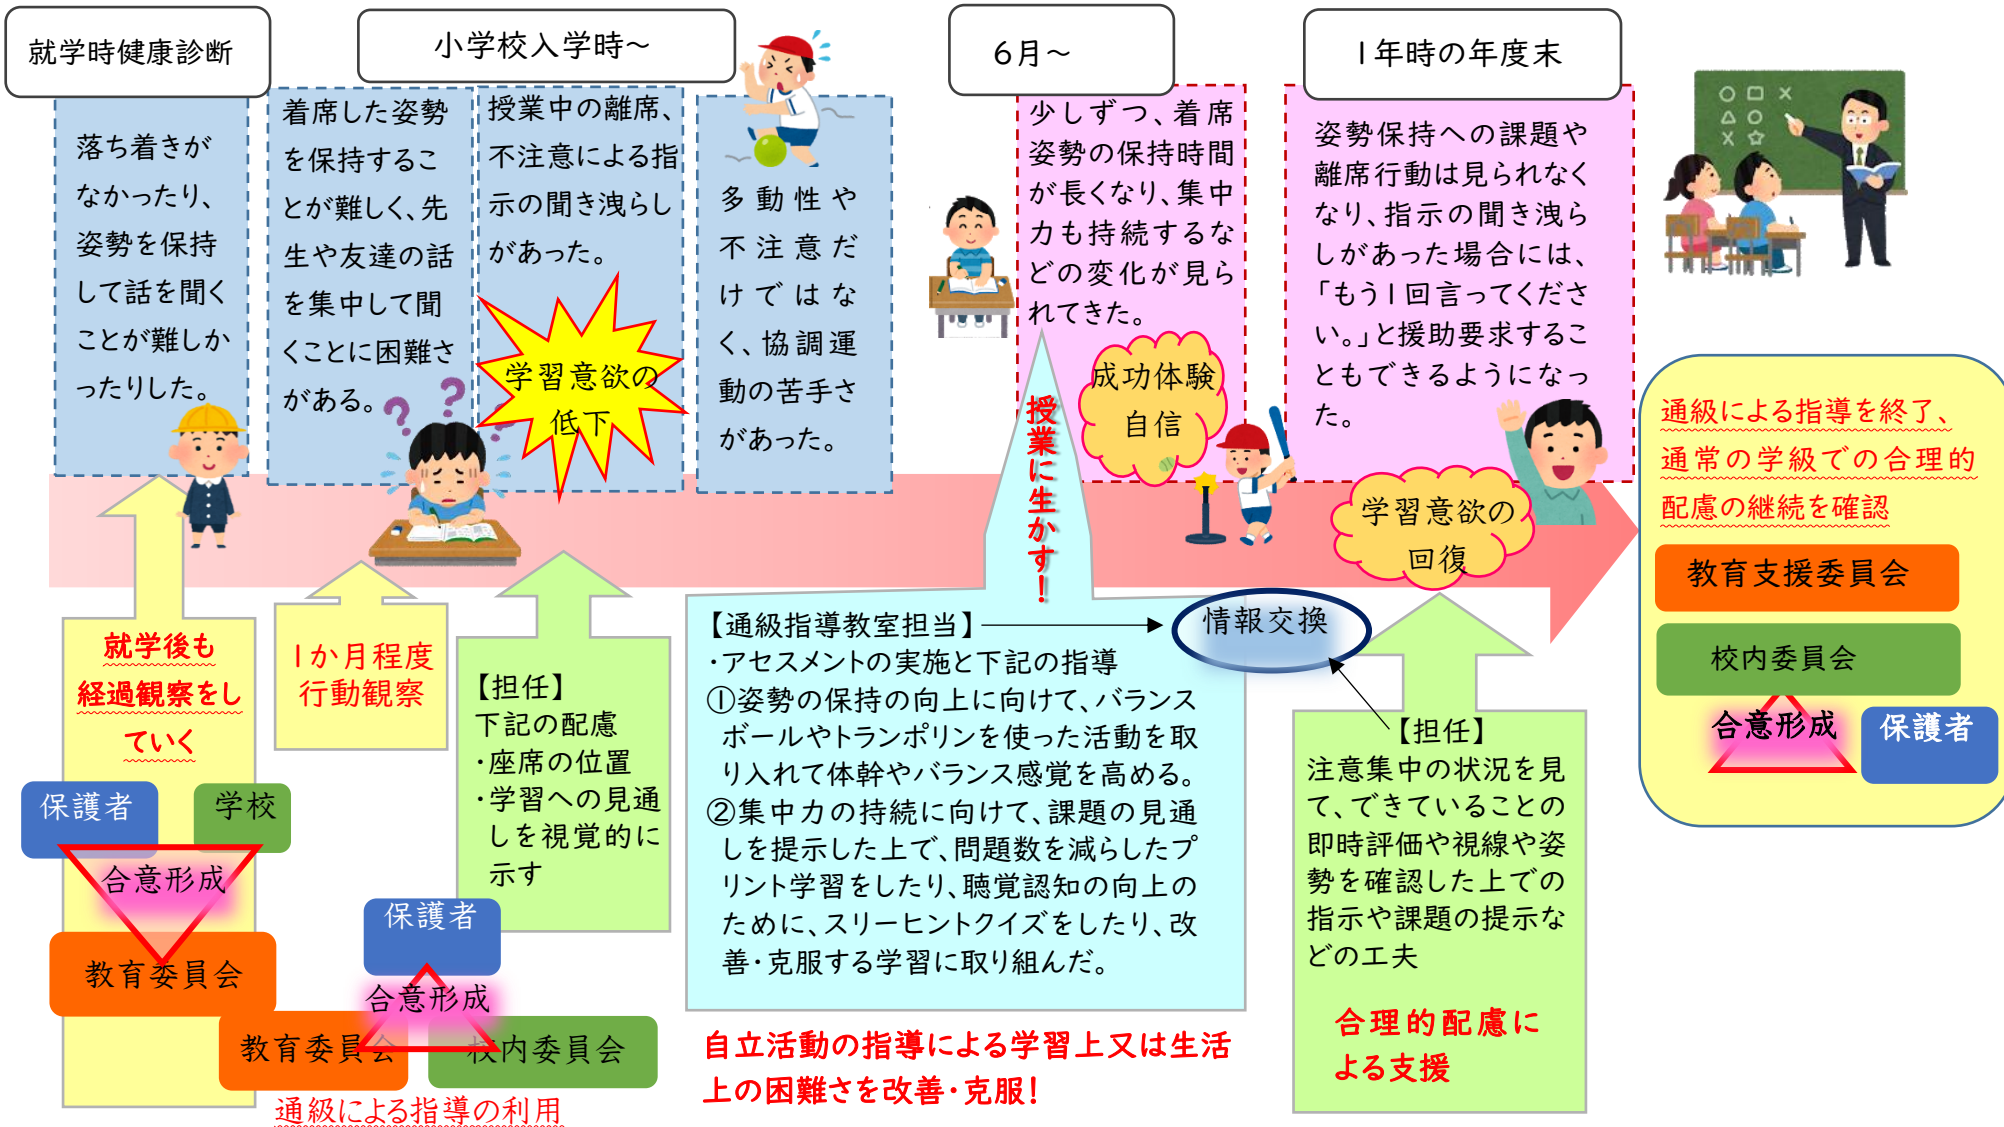 就学時健康診断
落ち着きが
なかったり、
姿勢を保持
して話を聞く
ことが難しか
ったりした。
小学校入学時～
着席した姿勢
を保持するこ
とが難しく、先
生や友達の話
を集中して聞
くことに困難さ
がある。
授業中の離席、
不注意による指
示の聞き洩らし
があった。
学習意欲の
低下
多動性や
不注意だ
けではな
く、協調運
動の苦手さ
があった。
6月～
少しずつ、着席
姿勢の保持時間
が長くなり、集中
力も持続するな
どの変化が見ら
れてきた。
成功体験
自信
授業に生かす！
1年時の年度末
姿勢保持への課題や
離席行動は見られなく
なり、指示の聞き洩ら
しがあった場合には、
「もう1回言ってくださ
い。」と援助要求するこ
ともできるようになっ
た。
学習意欲の
回復
就学後も
経過観察をし
ていく
保護者
学校
合意形成
教育委員会
1か月程度
行動観察
【担任】
下記の配慮
・座席の位置
・学習への見通
しを視覚的に
示す
保護者
合意形成
教育委員会
校内委員会
通級による指導の利用
【通級指導教室担当】
・アセスメントの実施と下記の指導
①姿勢の保持の向上に向けて、バランス
ボールやトランポリンを使った活動を取
り入れて体幹やバランス感覚を高める。
②集中力の持続に向けて、課題の見通
しを提示した上で、問題数を減らしたプ
リント学習をしたり、聴覚認知の向上の
ために、スリーヒントクイズをしたり、改
善・克服する学習に取り組んだ。
自立活動の指導による学習上又は生活
上の困難さを改善・克服！
情報交換
【担任】
注意集中の状況を見
て、できていることの
即時評価や視線や姿
勢を確認した上での
指示や課題の提示な
どの工夫
合理的配慮に
よる支援
通級による指導を終了、
通常の学級での合理的
配慮の継続を確認
教育支援委員会
校内委員会
合意形成
保護者